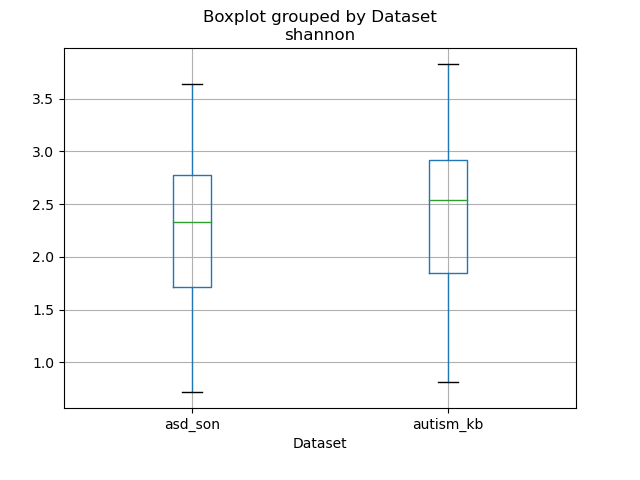 Boxplot grouped by Dataset
shannon
3.5
3.0
2.5
2.0
1.5
1.0
asd_son autism_kb
Dataset